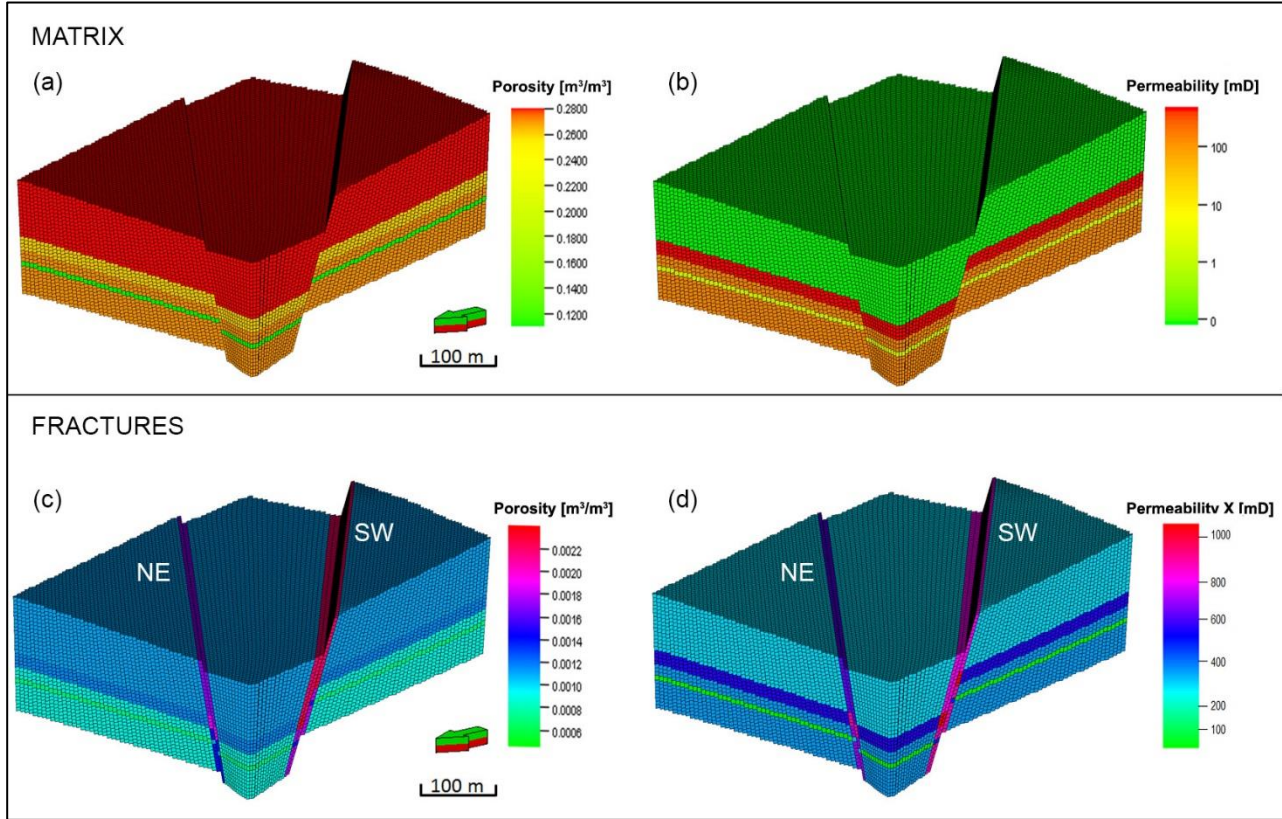 MATRIX
(a)
Porosity [m³/m³]
0.2800
0.2600
0.2400
0.2200
0.2000
0.1800
0.1600
0.1400
0.1200
100 m
(b)
Permeability [mD]
100
10
1
0
FRACTURES
(c)
NE
SW
Porosity [m³/m³]
0.0022
0.0020
0.0018
0.0016
0.0014
0.0012
0.0010
0.0008
0.0006
100 m
(d)
NE
SW
Permeability X [mD]
1000
800
600
400
200
100